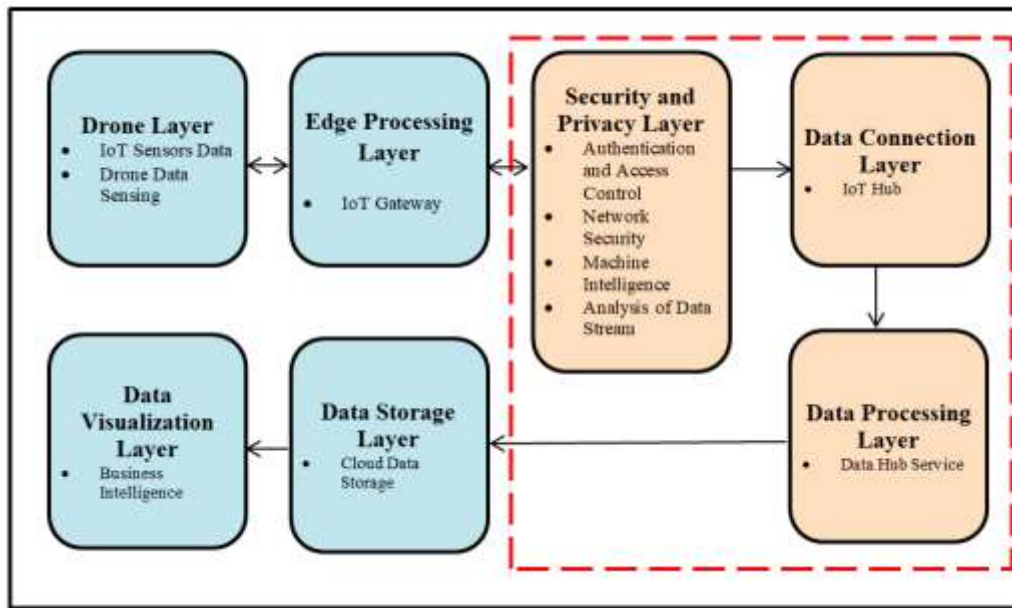 Drone Layer
• IoT Sensors Data
• Drone Data
Sensing
Edge Processing
Layer
• IoT Gateway
Security and
Privacy Layer
• Authentication
and Access
Control
• Network
Security
• Machine
Intelligence
• Analysis of Data
Stream
Data Connection
Layer
• IoT Hub
Data
Visualization
Layer
• Business
Intelligence
Data Storage
Layer
• Cloud Data
Storage
Data Processing
Layer
• Data Hub Service